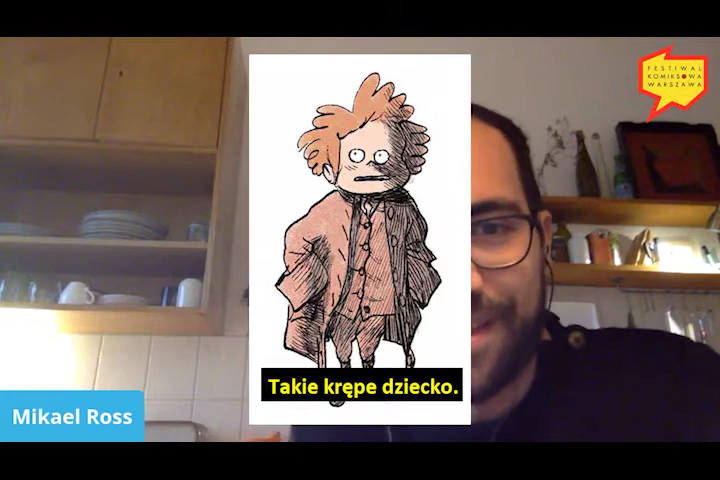 FESTIWAL
KOMIKSOWA
WARSZAWA
Takie krępe dziecko.
Mikael Ross